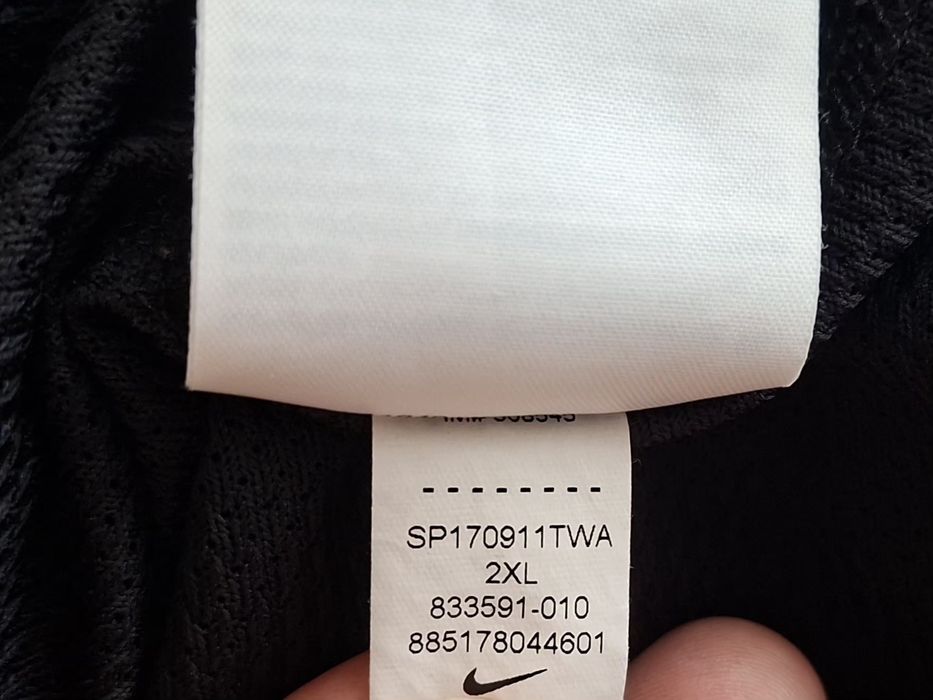 - - - - - - - -
SP170911TWA
2XL
833591-010
885178044601